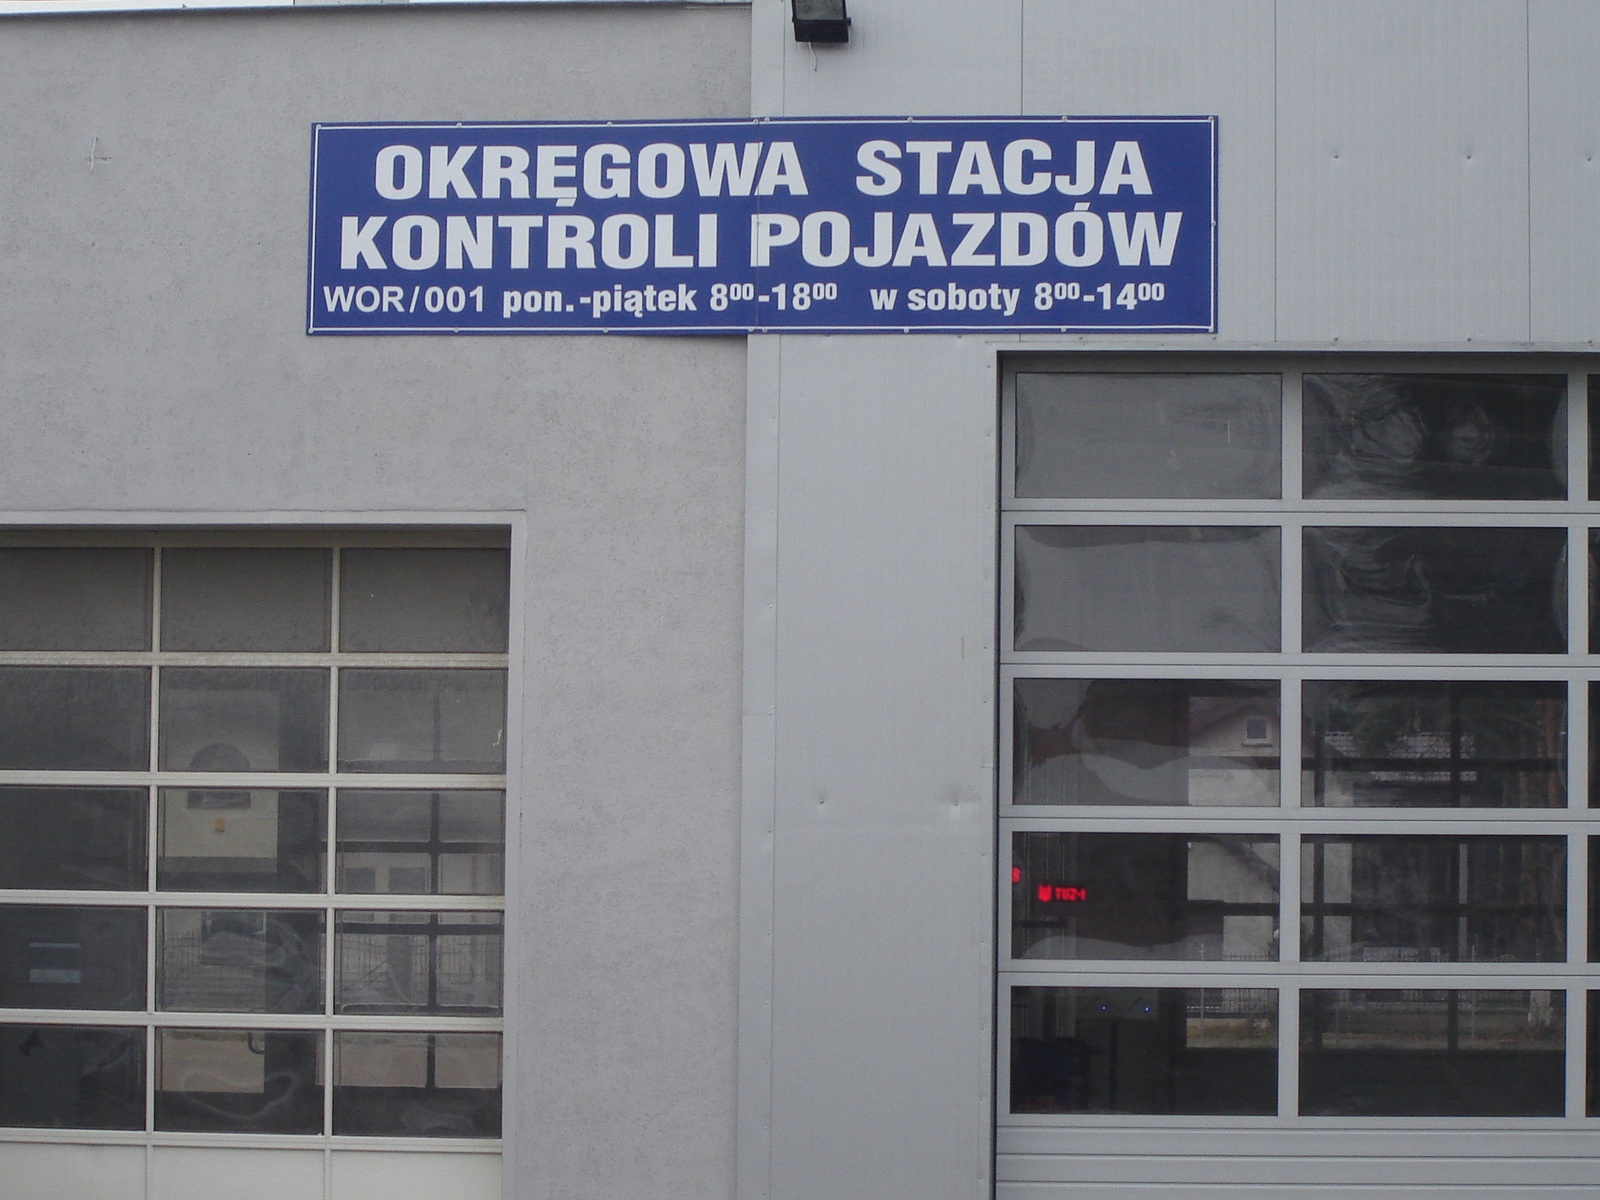 OKRĘGOWA STACJA
KONTROLI POJAZDÓW
WOR/001 pon.-piątek 8⁰⁰-18⁰⁰ w soboty 8⁰⁰-14⁰⁰